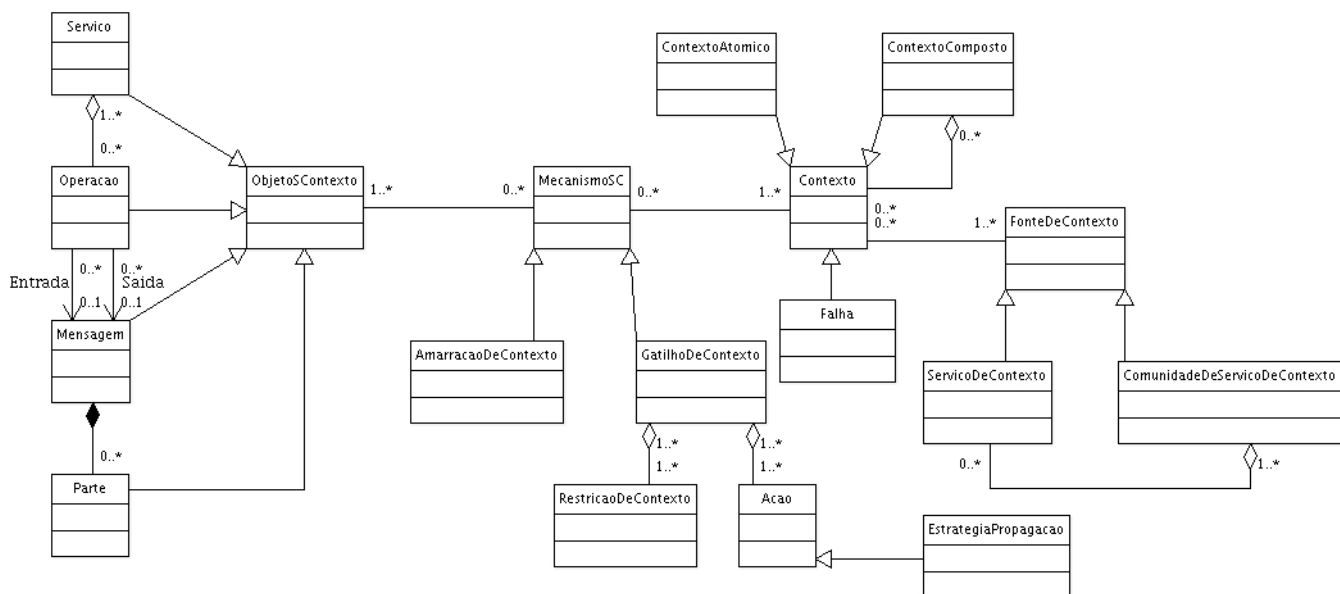 Servico
ContextoAtomico
ContextoComposto
1..*
0..*
0..*
Operacao
ObjetoSContexto
MecanismoSC
Contexto
1..*
0..*
0..*
1..*
0..*
0..*
1..*
FonteDeContexto
0..*
0..*
Entrada
Saida
0..1
0..1
Mensagem
Falha
AmarracaoDeContexto
GatilhoDeContexto
ServicoDeContexto
ComunidadeDeServicoDeContexto
0..*
1..*
1..*
1..*
1..*
0..*
1..*
Parte
RestricaoDeContexto
Acao
EstrategiaPropagacao